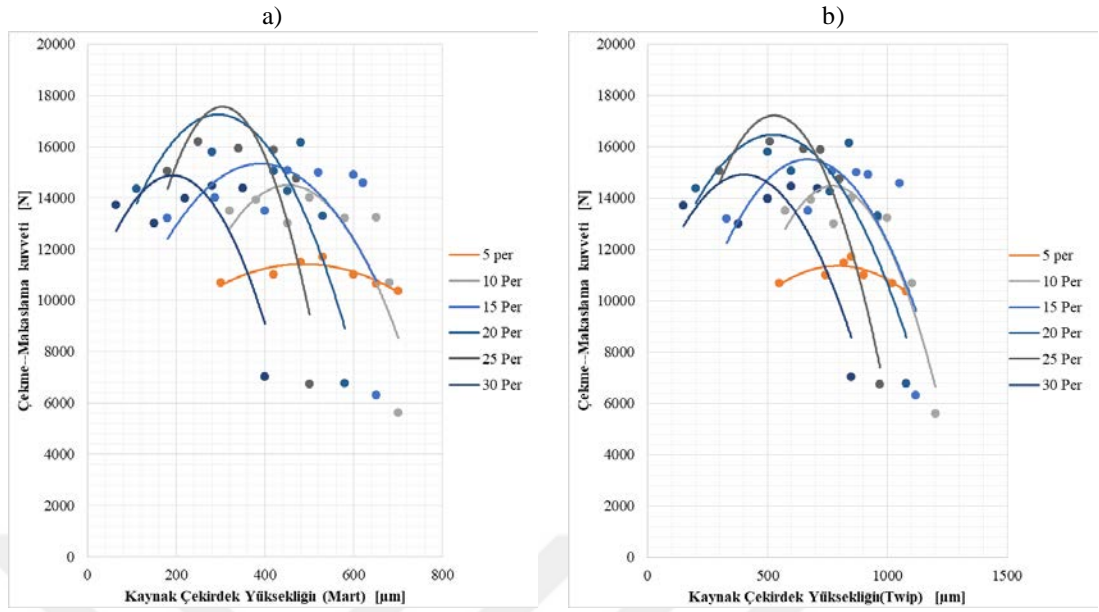 a)
20000
18000
16000
14000
12000
10000
8000
6000
4000
2000
0
0 200 400 600 800
Çekme--Makaslama kuvveti [N]
Kaynak Çekirdek Yüksekliğiı (Mart) [µm]
5 per
10 Per
15 Per
20 Per
25 Per
30 Per
b)
20000
18000
16000
14000
12000
10000
8000
6000
4000
2000
0
0 500 1000 1500
Çekme--Makaslama kuvveti [N]
Kaynak Çekirdek Yüksekliğiı(Twip) [µm]
5 per
10 Per
15 Per
20 Per
25 Per
30 Per